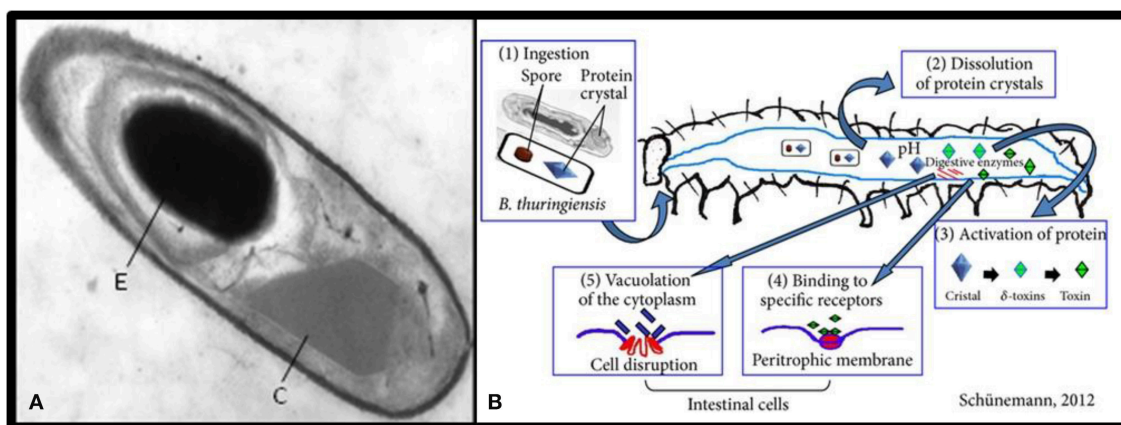 E
C
A
(1) Ingestion
Spore
Protein
crystal
B. thuringiensis
(2) Dissolution
of protein crystals
pH
Digestive enzymes
(3) Activation of protein
Cristal
δ-toxins
Toxin
(5) Vacuolation
of the cytoplasm
Cell disruption
(4) Binding to
specific receptors
Peritrophic membrane
Intestinal cells
B
Schünemann, 2012